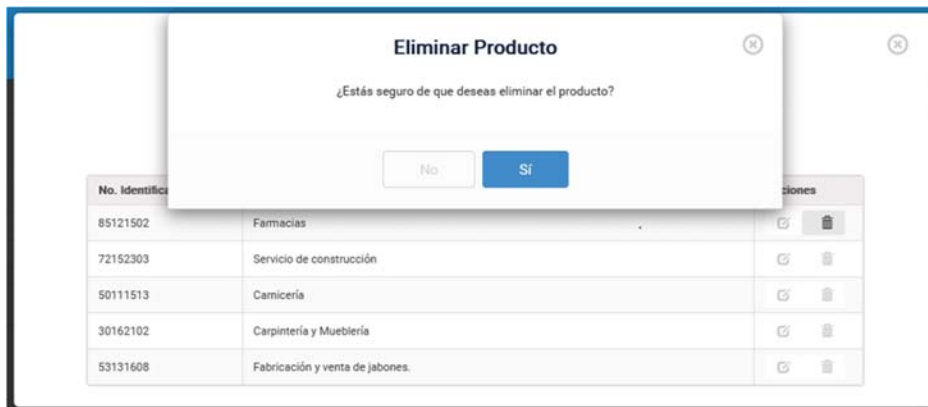 Eliminar Producto
¿Estás seguro de que deseas eliminar el producto?
No Sí
No. Identifica ciones
85121502 Farmacias
72152303 Servicio de construcción
50111513 Carnicería
30162102 Carpintería y Mueblería
53131608 Fabricación y venta de jabones.